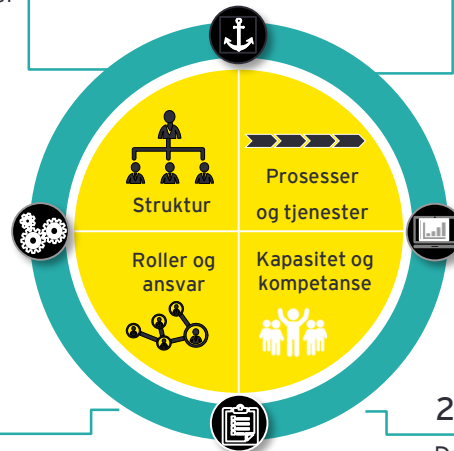 Struktur
Prosesser
og tjenester
Roller og
ansvar
Kapasitet og
kompetanse
2